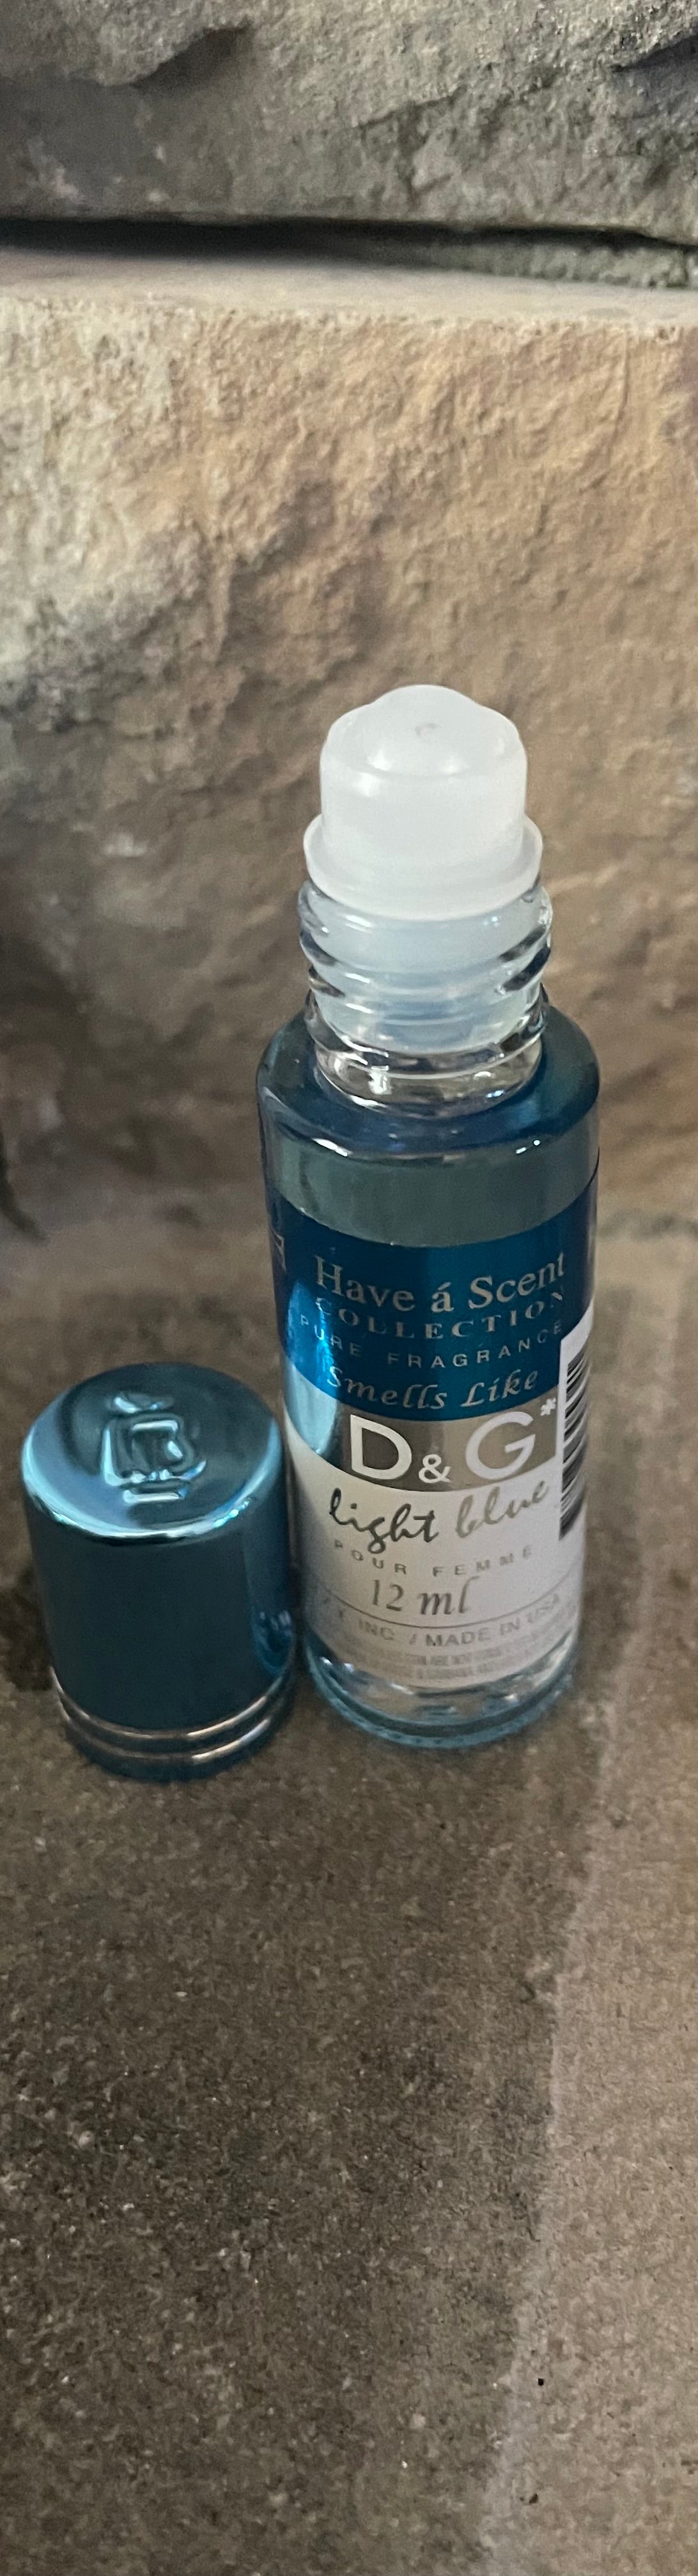 Have á Scent
COLLECTION
PURE FRAGRANCE
Smells Like
D&G*
light blue
POUR FEMME
12 ml
INC. / MADE IN USA